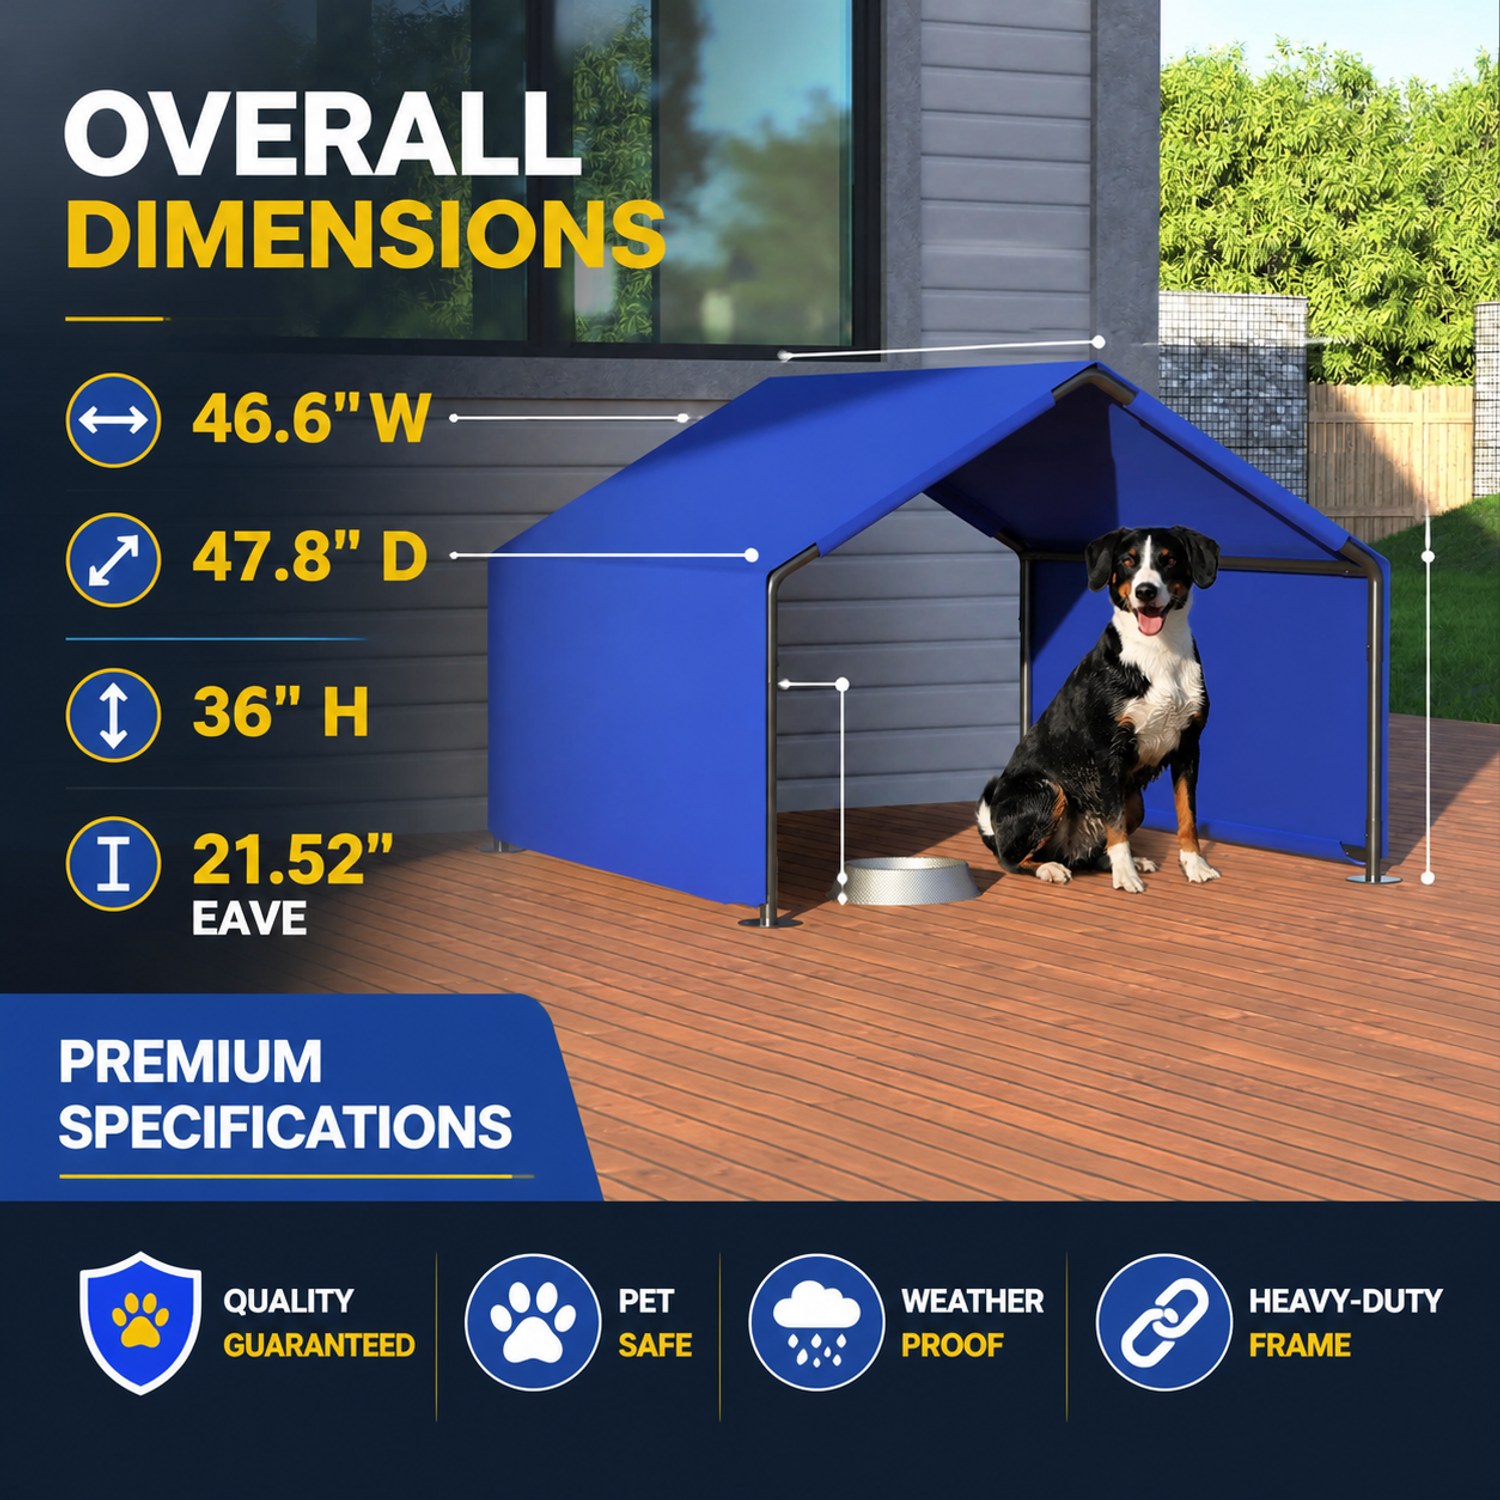 OVERALL
DIMENSIONS
46.6” W
47.8” D
36” H
21.52”
EAVE
PREMIUM
SPECIFICATIONS
QUALITY
GUARANTEED
PET
SAFE
WEATHER
PROOF
HEAVY-DUTY
FRAME